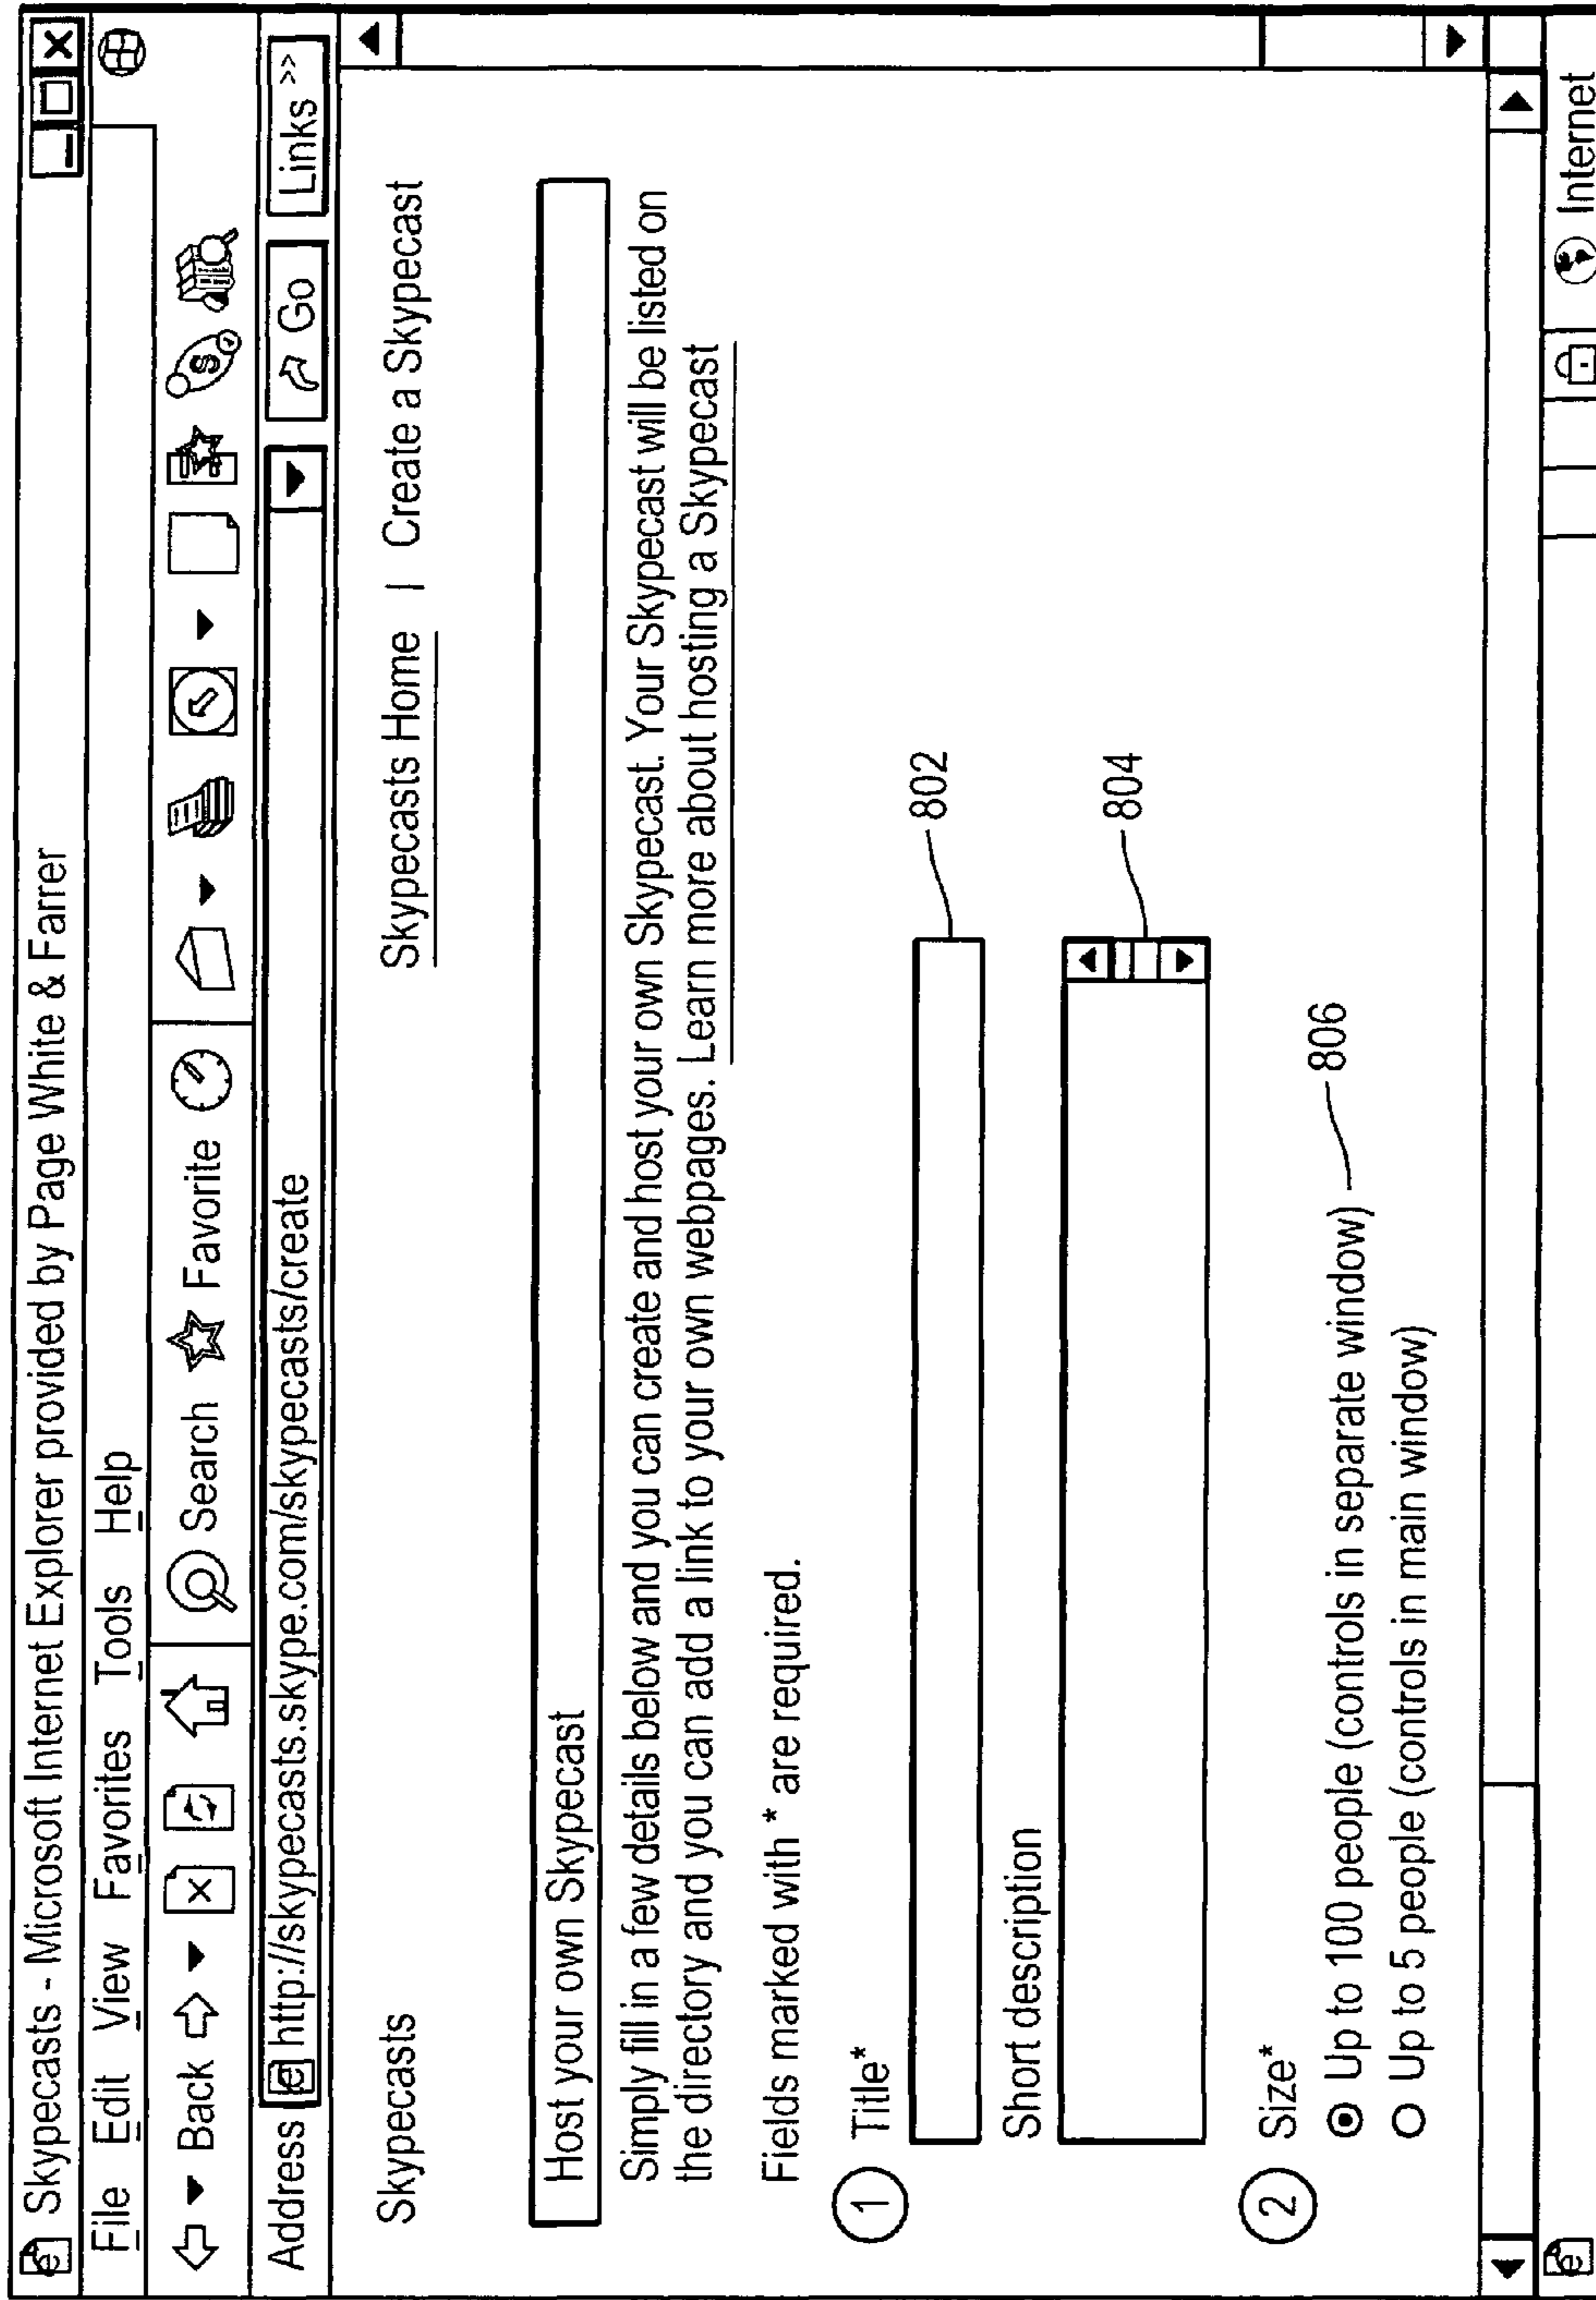 Skypecasts - Microsoft Internet Explorer provided by Page White & Farrer
File Edit View Favorites Tools Help
Back Search Favorite
Address http://skypecasts.skype.com/skypecasts/create Go Links >>
Skypecasts Skypecasts Home | Create a Skypecast
Host your own Skypecast
Simply fill in a few details below and you can create and host your own Skypecast. Your Skypecast will be listed on
the directory and you can add a link to your own webpages. Learn more about hosting a Skypecast
Fields marked with * are required.
1 Title*
802
Short description
804
2 Size*
Up to 100 people (controls in separate window) 806
Up to 5 people (controls in main window)
Internet